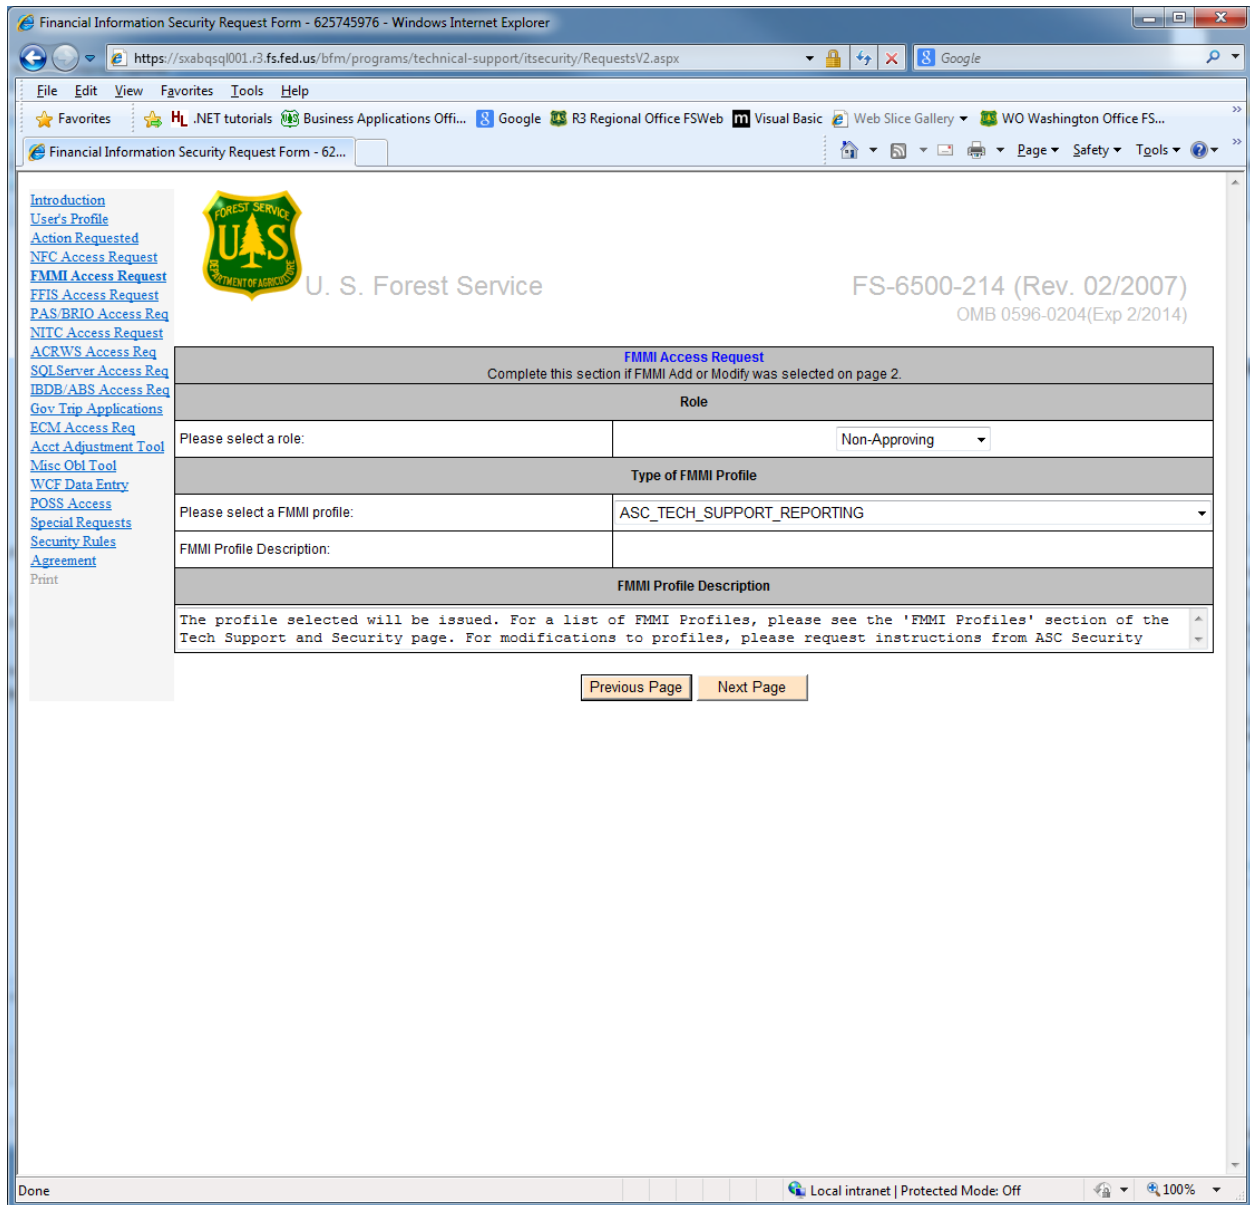 Financial Information Security Request Form - 625745976 - Windows Internet Explorer
https://sxabqsql001.r3.fs.fed.us/bfm/programs/technical-support/itsecurity/RequestsV2.aspx
Google
File Edit View Favorites Tools Help
Favorites HL .NET tutorials Business Applications Offi... Google R3 Regional Office FSWeb m Visual Basic Web Slice Gallery WO Washington Office FS...
Financial Information Security Request Form - 62...
Page Safety Tools
Introduction
User's Profile
Action Requested
NFC Access Request
FMMI Access Request
FFIS Access Request
PAS/BRIO Access Req
NITC Access Request
ACRWS Access Req
SQLServer Access Req
IBDB/ABS Access Req
Gov Trip Applications
ECM Access Req
Acct Adjustment Tool
Misc Obl Tool
WCF Data Entry
POSS Access
Special Requests
Security Rules
Agreement
Print
FOREST SERVICE
U S
DEPARTMENT OF AGRICULTURE
U. S. Forest Service
FS-6500-214 (Rev. 02/2007)
OMB 0596-0204(Exp 2/2014)
FMMI Access Request
Complete this section if FMMI Add or Modify was selected on page 2.
Role
Please select a role: Non-Approving
Type of FMMI Profile
Please select a FMMI profile: ASC_TECH_SUPPORT_REPORTING
FMMI Profile Description:
FMMI Profile Description
The profile selected will be issued. For a list of FMMI Profiles, please see the 'FMMI Profiles' section of the
Tech Support and Security page. For modifications to profiles, please request instructions from ASC Security
Previous Page Next Page
Done Local intranet | Protected Mode: Off 100%